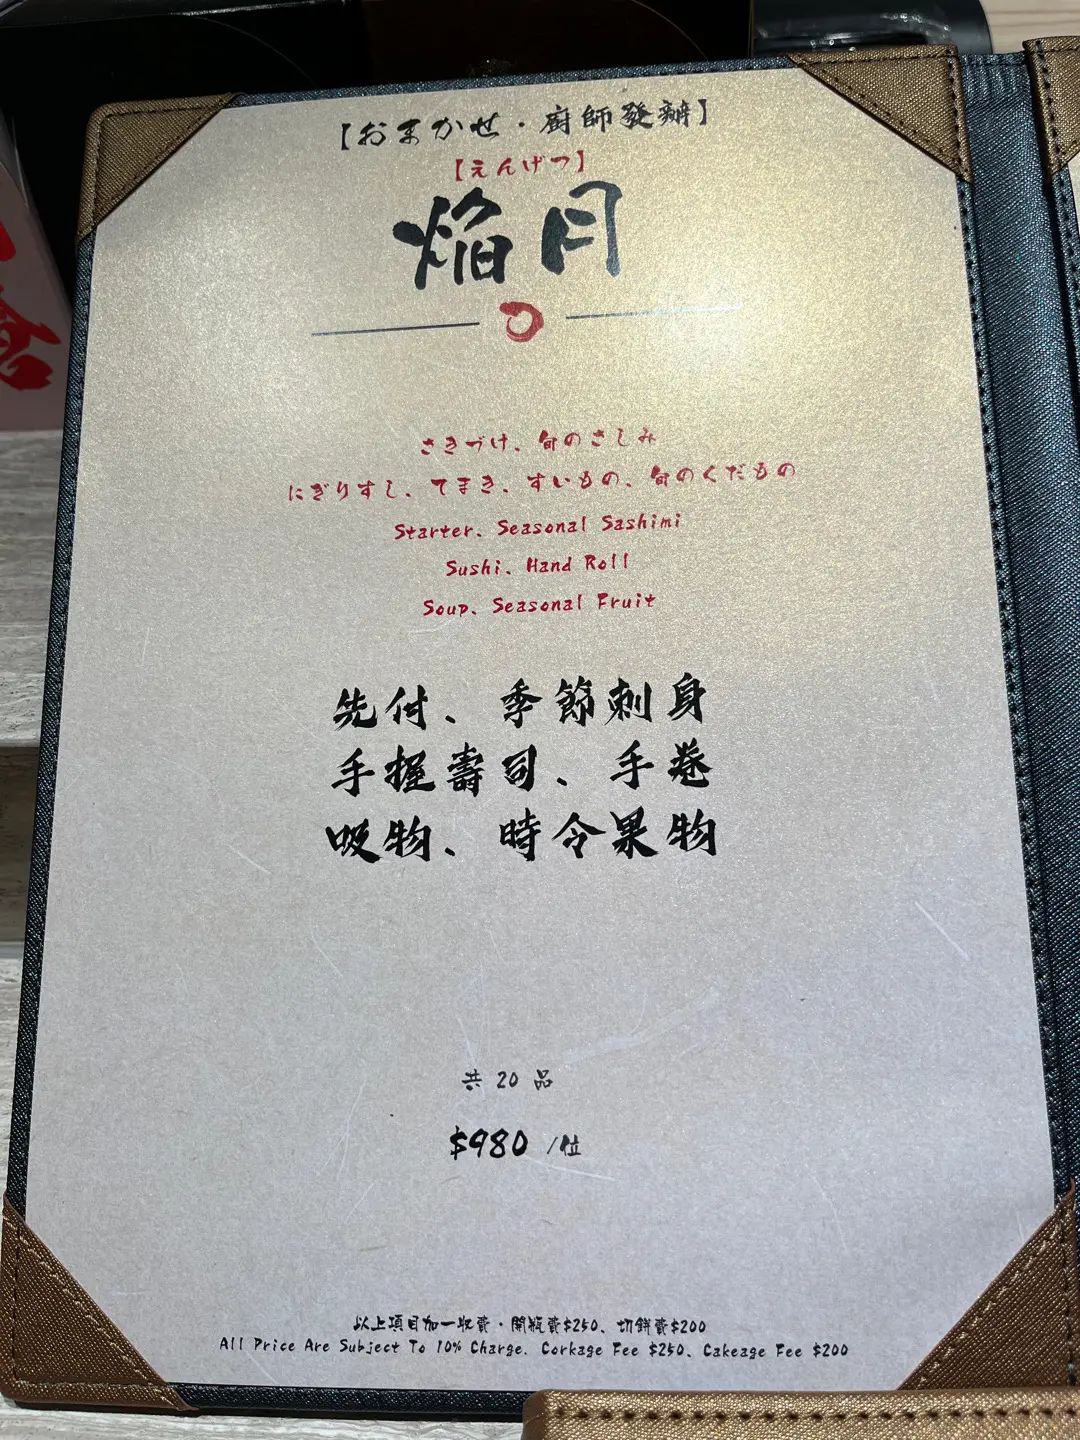 【おまかせ・廚師發辦】
【えんげつ】
焔月
さきづけ、旬のさしみ
にぎりすし、てまき、すいもの、旬のくだもの
Starter、Seasonal Sashimi
Sushi、Hand Roll
Soup、Seasonal Fruit
先付、季節刺身
手握壽司、手卷
吸物、時令果物
共 20 品
$980 /位
以上項目加一收費・開瓶費$250、切餅費$200
All Price Are Subject To 10% Charge. Corkage Fee $250、Cakeage Fee $200